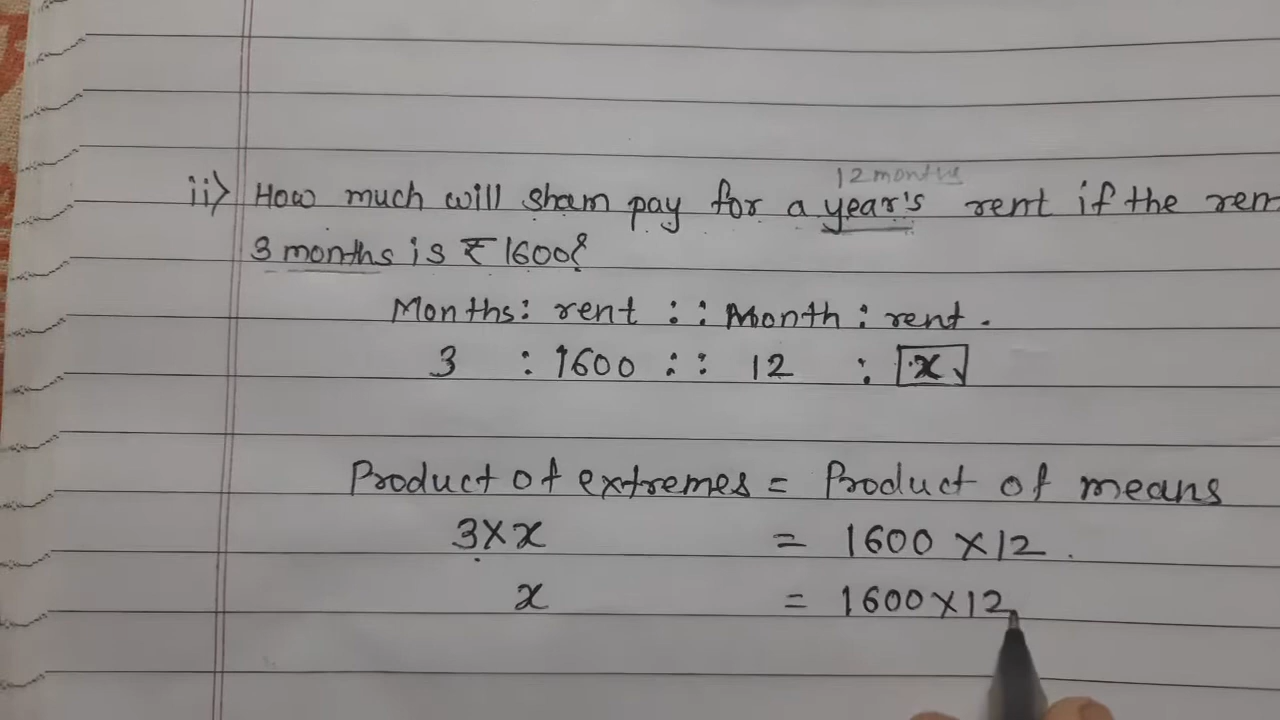 12 months
ii) How much will sham pay for a year's rent if the ren
3 months is ₹ 1600?
Months : rent :: Month : rent.
3 : 1600 :: 12 : x
Product of extremes = Product of means
3 × x = 1600 × 12.
x = 1600 × 12